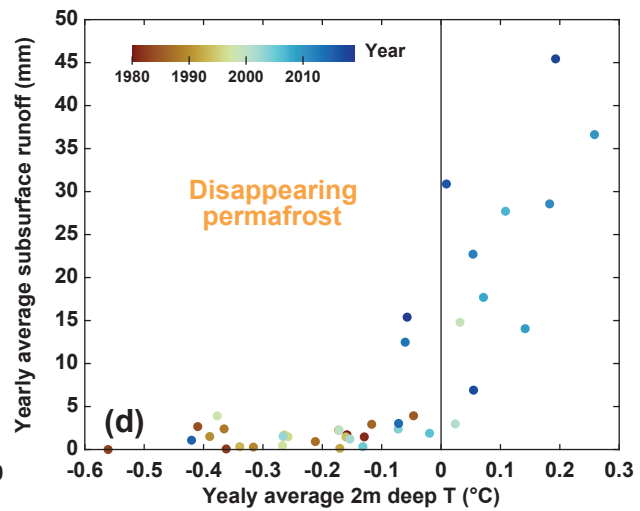 50
45
40
35
30
25
20
15
10
5
0
Yearly average subsurface runoff (mm)
Year
1980 1990 2000 2010
Disappearing
permafrost
(d)
0
-0.6 -0.5 -0.4 -0.3 -0.2 -0.1 0 0.1 0.2 0.3
Yealy average 2m deep T (°C)